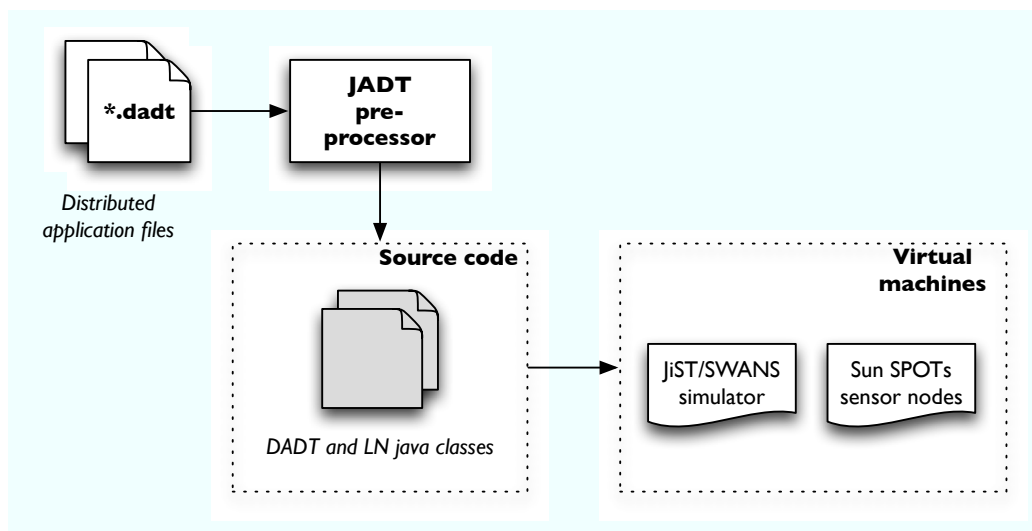 *.dadt
JADT
pre-
processor
Distributed
application files
Source code
Virtual
machines
JiST/SWANS
simulator
Sun SPOTs
sensor nodes
DADT and LN java classes